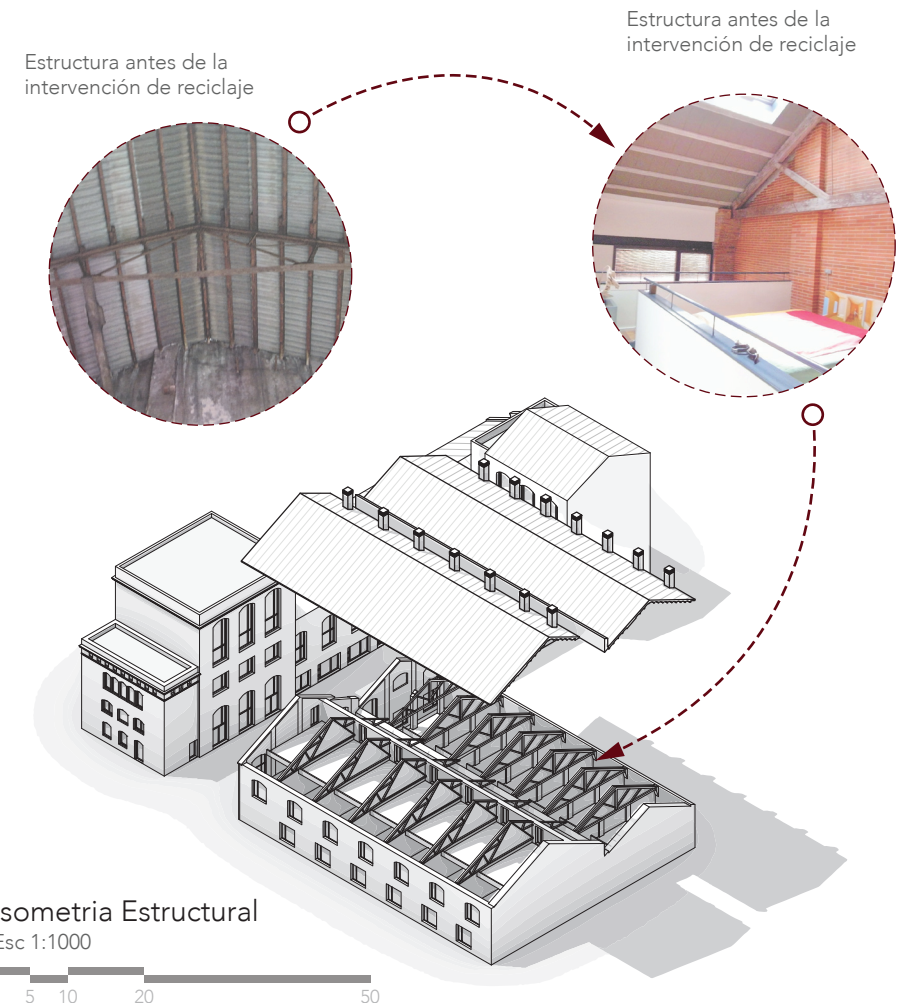 Estructura antes de la
intervención de reciclaje
Estructura antes de la
intervención de reciclaje
sometria Estructural
Esc 1:1000
5 10 20 50